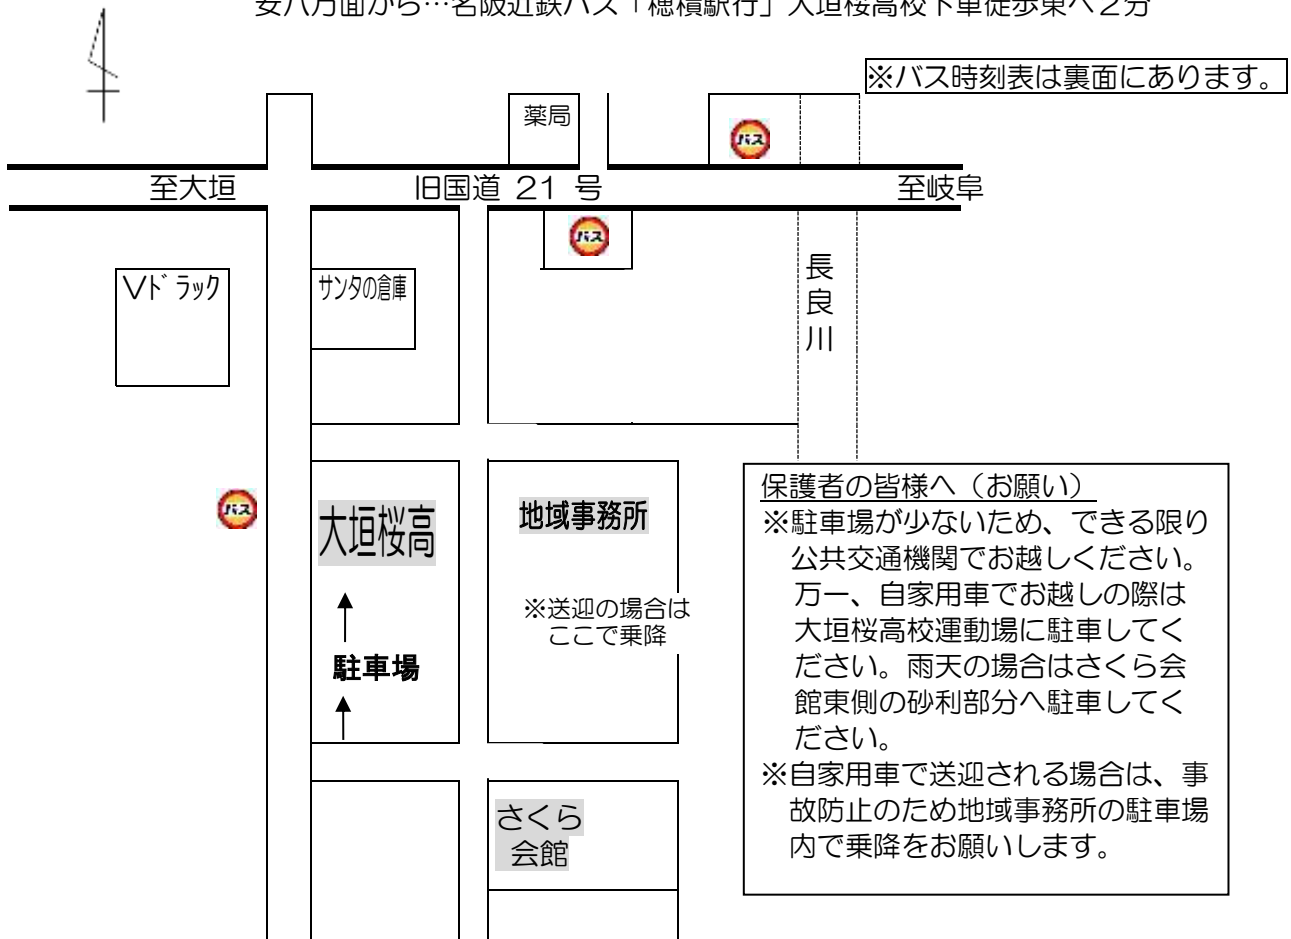 安八方面から…名阪近鉄バス「穂積駅行」大垣桜高校下車徒歩東へ２分
※バス時刻表は裏面にあります。
薬局
バス
至大垣
旧国道 21 号
至岐阜
バス
Vドラック
サンタの倉庫
長良川
バス
大垣桜高
地域事務所
※送迎の場合は
ここで乗降
駐車場
さくら
会館
保護者の皆様へ（お願い）
※駐車場が少ないため、できる限り
公共交通機関でお越しください。
万一、自家用車でお越しの際は
大垣桜高校運動場に駐車してく
ださい。雨天の場合はさくら会
館東側の砂利部分へ駐車してく
ださい。
※自家用車で送迎される場合は、事
故防止のため地域事務所の駐車場
内で乗降をお願いします。